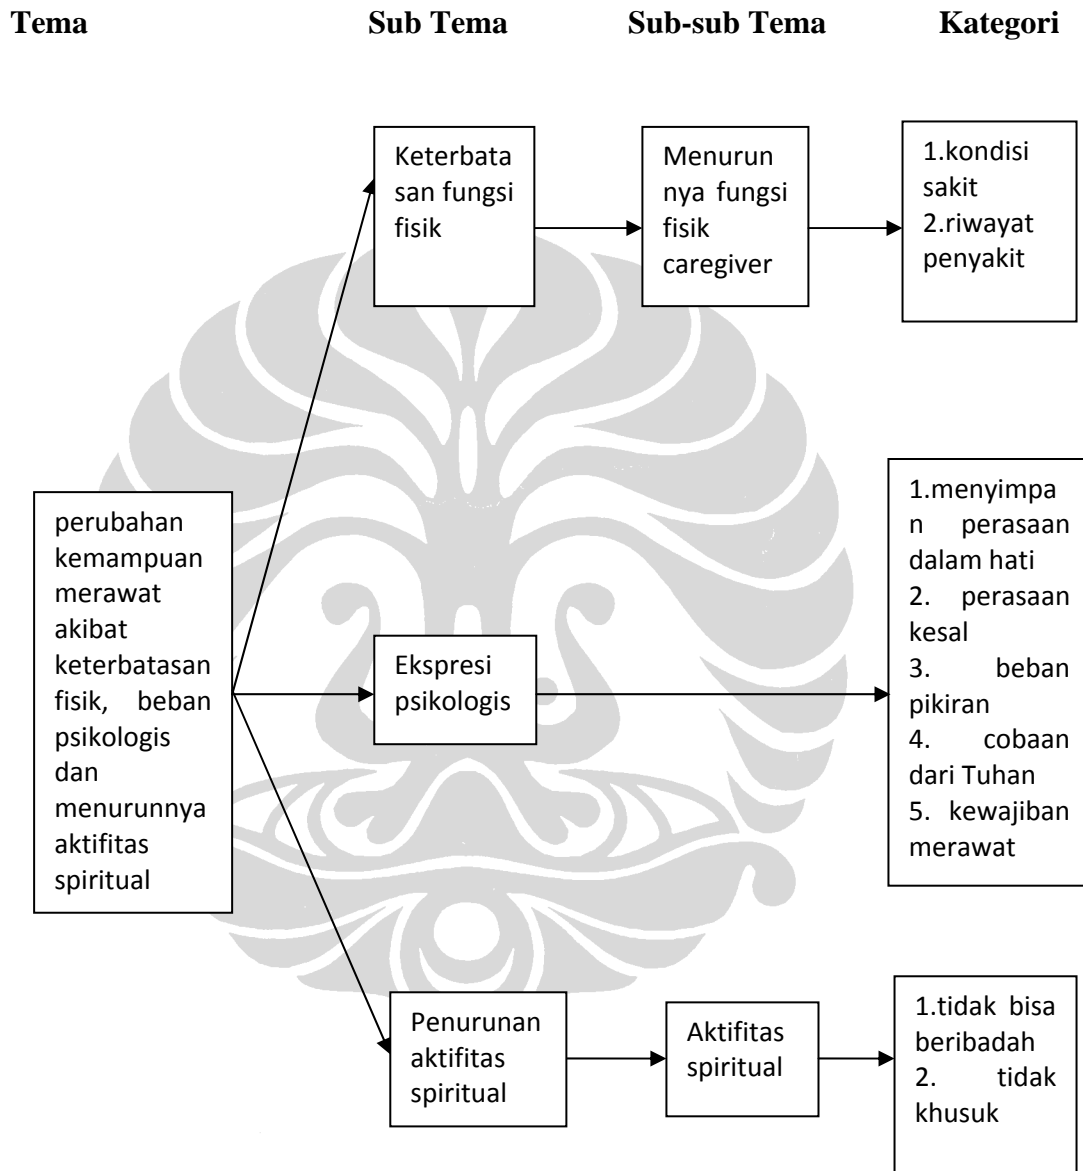 Tema Sub Tema Sub-sub Tema Kategori
Keterbata
san fungsi
fisik
Menurun
nya fungsi
fisik
caregiver
1.kondisi
sakit
2.riwayat
penyakit
perubahan
kemampuan
merawat
akibat
keterbatasan
fisik, beban
psikologis
dan
menurunnya
aktifitas
spiritual
Ekspresi
psikologis
1.menyimpa
n perasaan
dalam hati
2. perasaan
kesal
3. beban
pikiran
4. cobaan
dari Tuhan
5. kewajiban
merawat
Penurunan
aktifitas
spiritual
Aktifitas
spiritual
1.tidak bisa
beribadah
2. tidak
khusuk